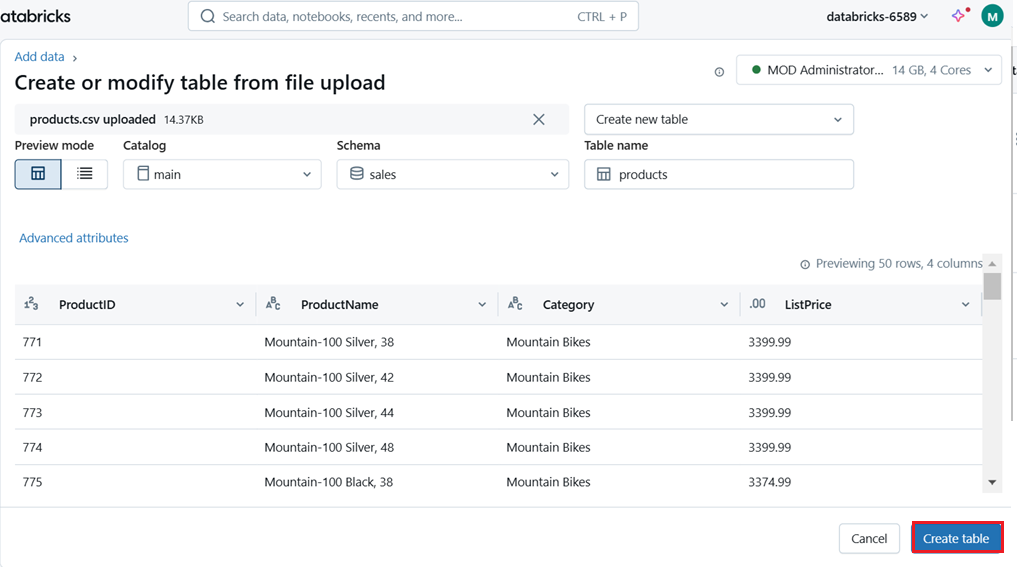 atabricks
Search data, notebooks, recents, and more... CTRL + P
databricks-6589
M
Add data ›
Create or modify table from file upload
MOD Administrator... 14 GB, 4 Cores
products.csv uploaded 14.37KB
Create new table
Preview mode Catalog Schema Table name
main sales products
Advanced attributes
Previewing 50 rows, 4 columns
123 ProductID ABC ProductName ABC Category .00 ListPrice
771 Mountain-100 Silver, 38 Mountain Bikes 3399.99
772 Mountain-100 Silver, 42 Mountain Bikes 3399.99
773 Mountain-100 Silver, 44 Mountain Bikes 3399.99
774 Mountain-100 Silver, 48 Mountain Bikes 3399.99
775 Mountain-100 Black, 38 Mountain Bikes 3374.99
Cancel Create table